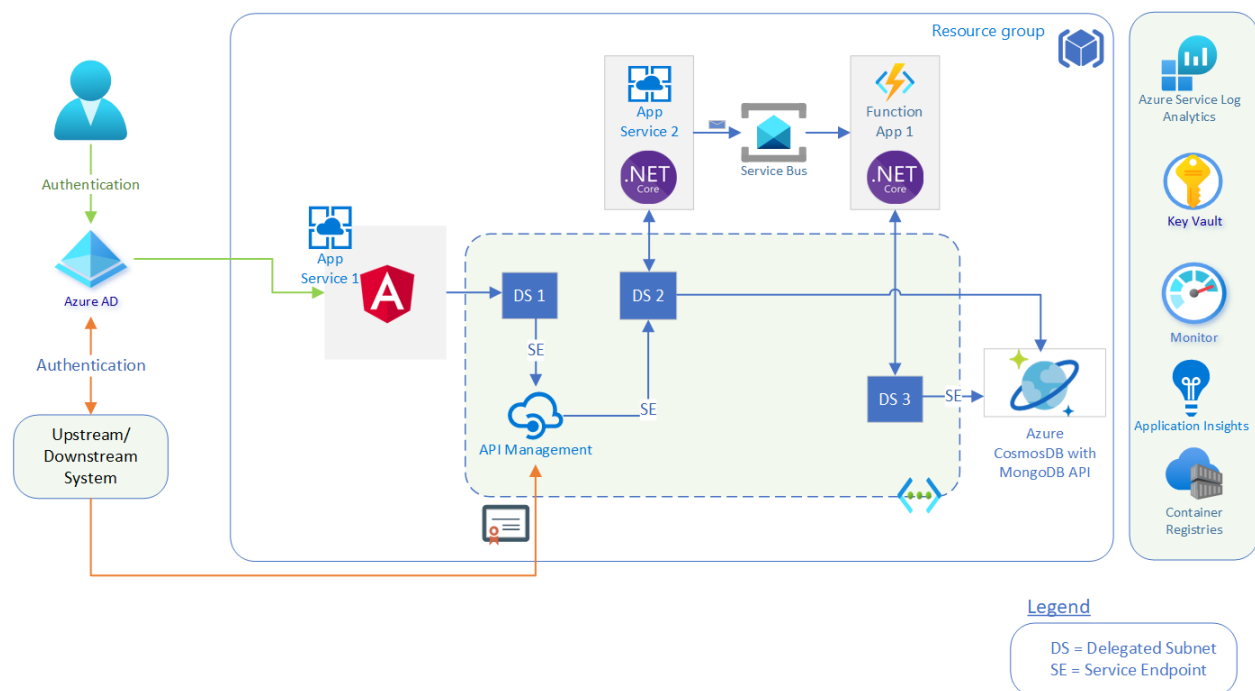 Resource group
Azure Service Log
Analytics
Key Vault
Monitor
Application Insights
Container
Registries
App
Service 2
.NET
Core
Service Bus
Function
App 1
.NET
Core
Authentication
Azure AD
Authentication
Upstream/
Downstream
System
App
Service 1
A
DS 1
SE
API Management
DS 2
SE
DS 3
SE
Azure
CosmosDB with
MongoDB API
Legend
DS = Delegated Subnet
SE = Service Endpoint